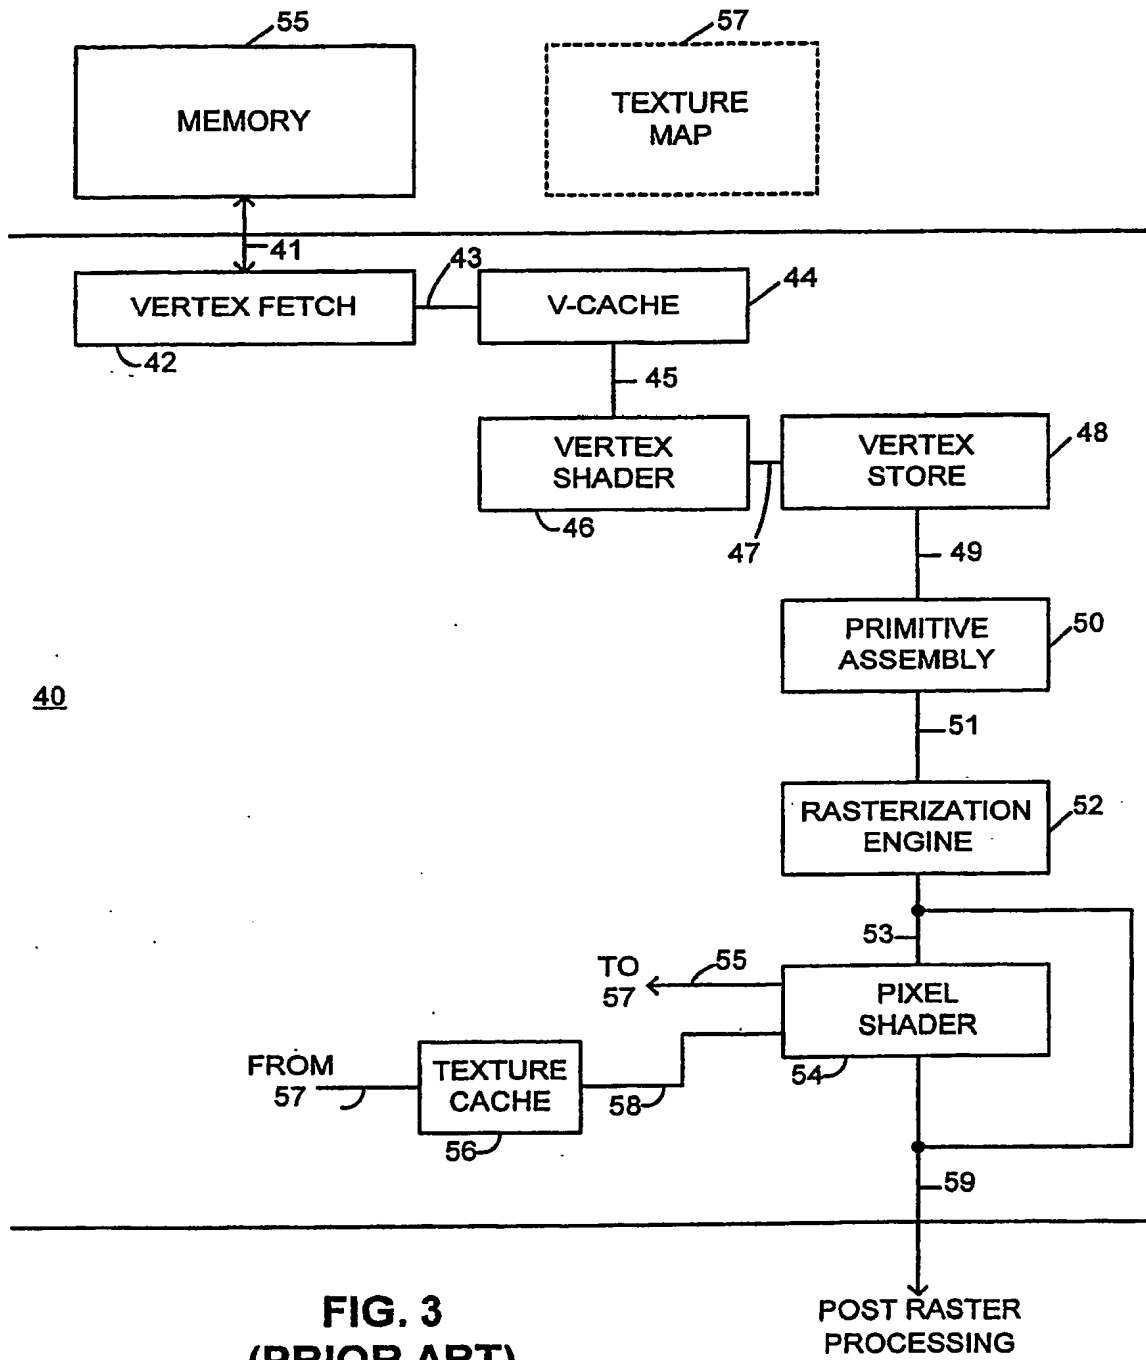 55
57
MEMORY
TEXTURE
MAP
41
43
VERTEX FETCH
V-CACHE
44
42
45
VERTEX
SHADER
VERTEX
STORE
48
46
47
49
PRIMITIVE
ASSEMBLY
50
40
51
RASTERIZATION
ENGINE
52
53
TO
57
55
PIXEL
SHADER
54
FROM
57
TEXTURE
CACHE
58
56
59
FIG. 3
(PRIOR ART)
POST RASTER
PROCESSING